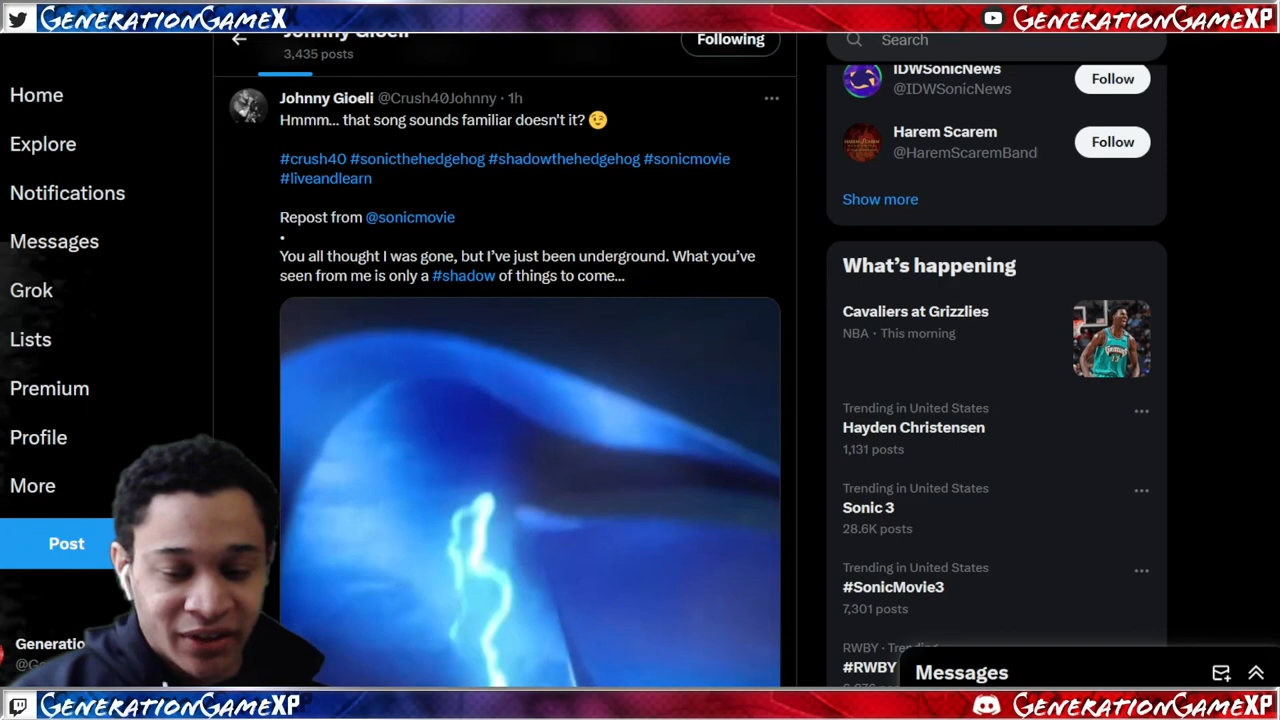 GenerationGameX
GenerationGameXP
Johnny Gioeli
3,435 posts
Following
Search
Home
Explore
Notifications
Messages
Grok
Lists
Premium
Profile
More
Post
Generatio
Johnny Gioeli @Crush40Johnny · 1h
Hmmm... that song sounds familiar doesn't it? 😉
#crush40 #sonicthehedgehog #shadowthehedgehog #sonicmovie
#liveandlearn
Repost from @sonicmovie
•
You all thought I was gone, but I've just been underground. What you've
seen from me is only a #shadow of things to come...
IDWSonicNews
@IDWSonicNews
Follow
Harem Scarem
@HaremScaremBand
Follow
Show more
What's happening
Cavaliers at Grizzlies
NBA · This morning
Trending in United States
Hayden Christensen
1,131 posts
Trending in United States
Sonic 3
28.6K posts
Trending in United States
#SonicMovie3
7,301 posts
RWBY
#RWBY
Messages
GenerationGameXP
GenerationGameXP